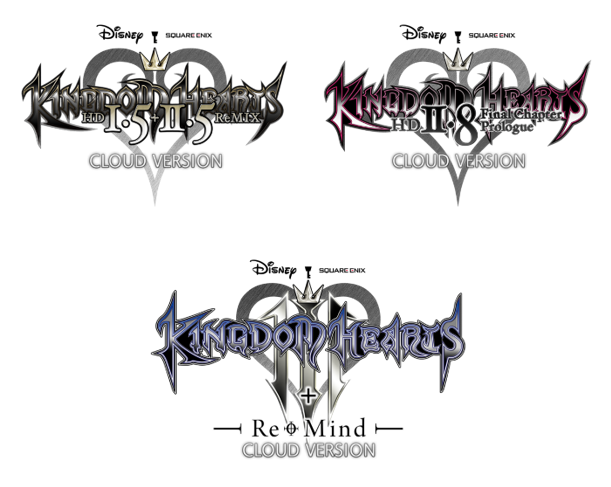 Disney SQUARE ENIX
KINGDOM HEARTS
HD I.5+II.5 ReMIX
CLOUD VERSION
Disney SQUARE ENIX
KINGDOM HEARTS
HD II.8 Final Chapter
Prologue
CLOUD VERSION
Disney SQUARE ENIX
KINGDOM HEARTS
III
+
Re Mind
CLOUD VERSION